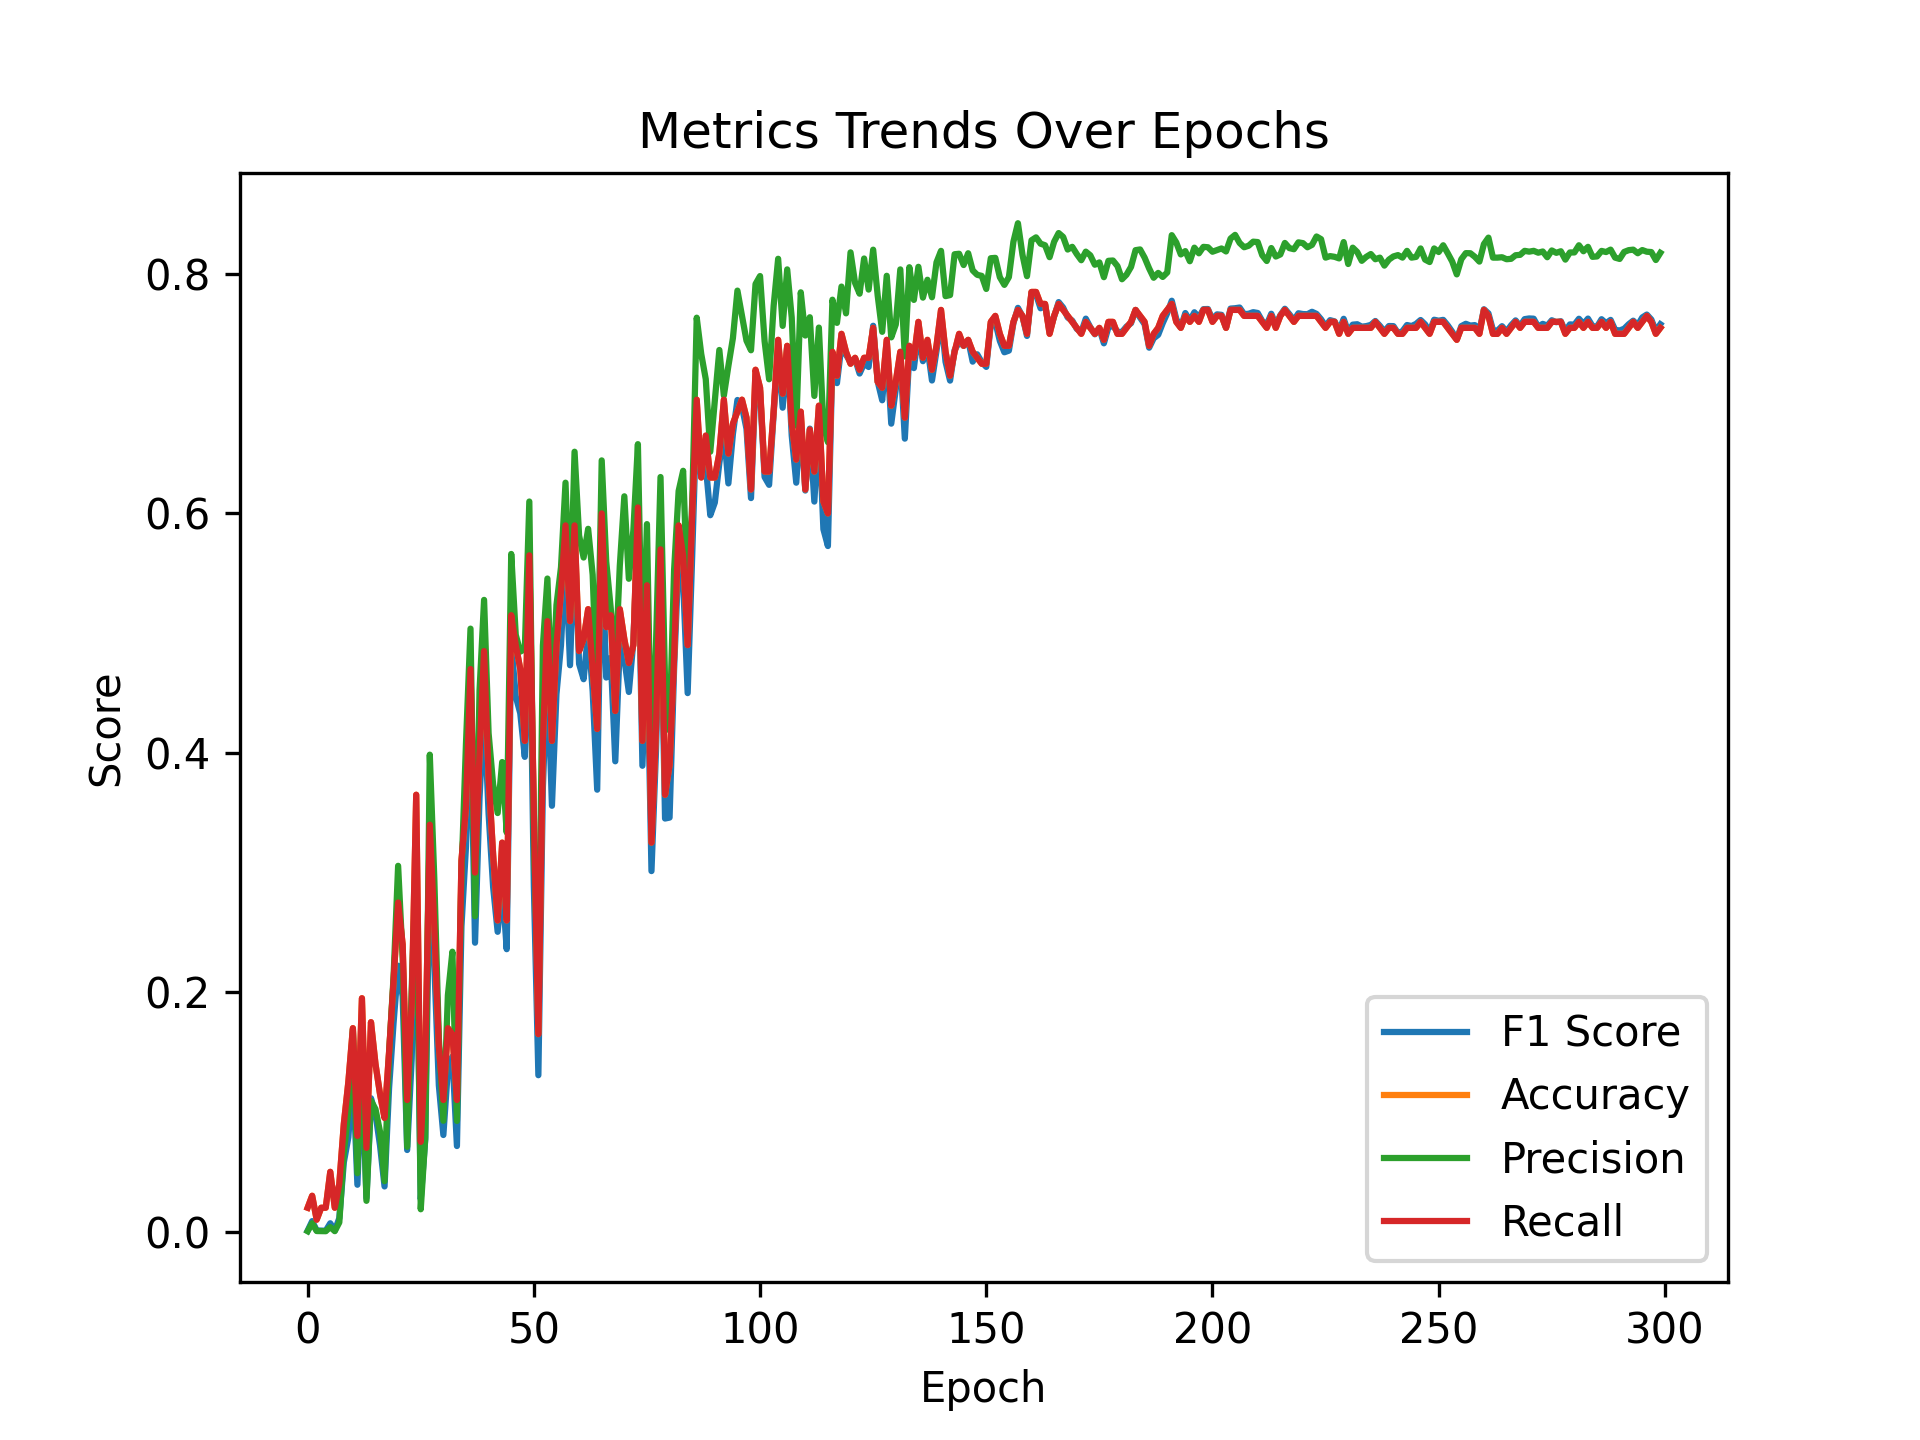 Metrics Trends Over Epochs
Score
0.8
0.6
0.4
0.2
0.0
F1 Score
Accuracy
Precision
Recall
0 50 100 150 200 250 300
Epoch